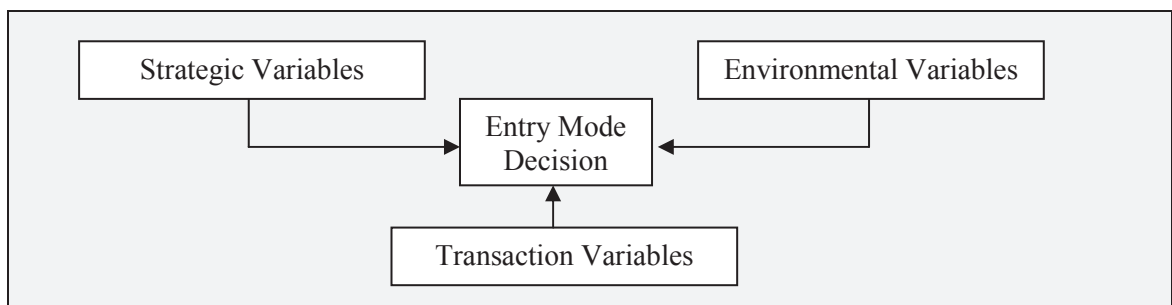 Strategic Variables
Environmental Variables
Entry Mode
Decision
Transaction Variables